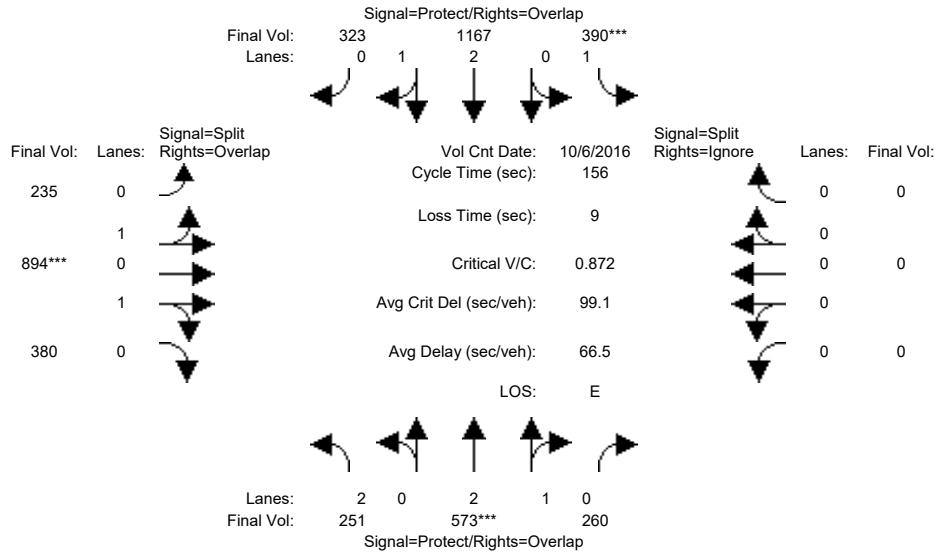 Signal=Protect/Rights=Overlap
Final Vol: 323 1167 390***
Lanes: 0 1 2 0 1
Signal=Split
Final Vol: Lanes: Rights=Overlap
Vol Cnt Date: 10/6/2016
Signal=Split
Rights=Ignore Lanes: Final Vol:
Cycle Time (sec): 156
235 0
0 0
Loss Time (sec): 9
1
0
894*** 0
Critical V/C: 0.872
0 0
1
Avg Crit Del (sec/veh): 99.1
0
380 0
Avg Delay (sec/veh): 66.5
0 0
LOS: E
Lanes: 2 0 2 1 0
Final Vol: 251 573*** 260
Signal=Protect/Rights=Overlap